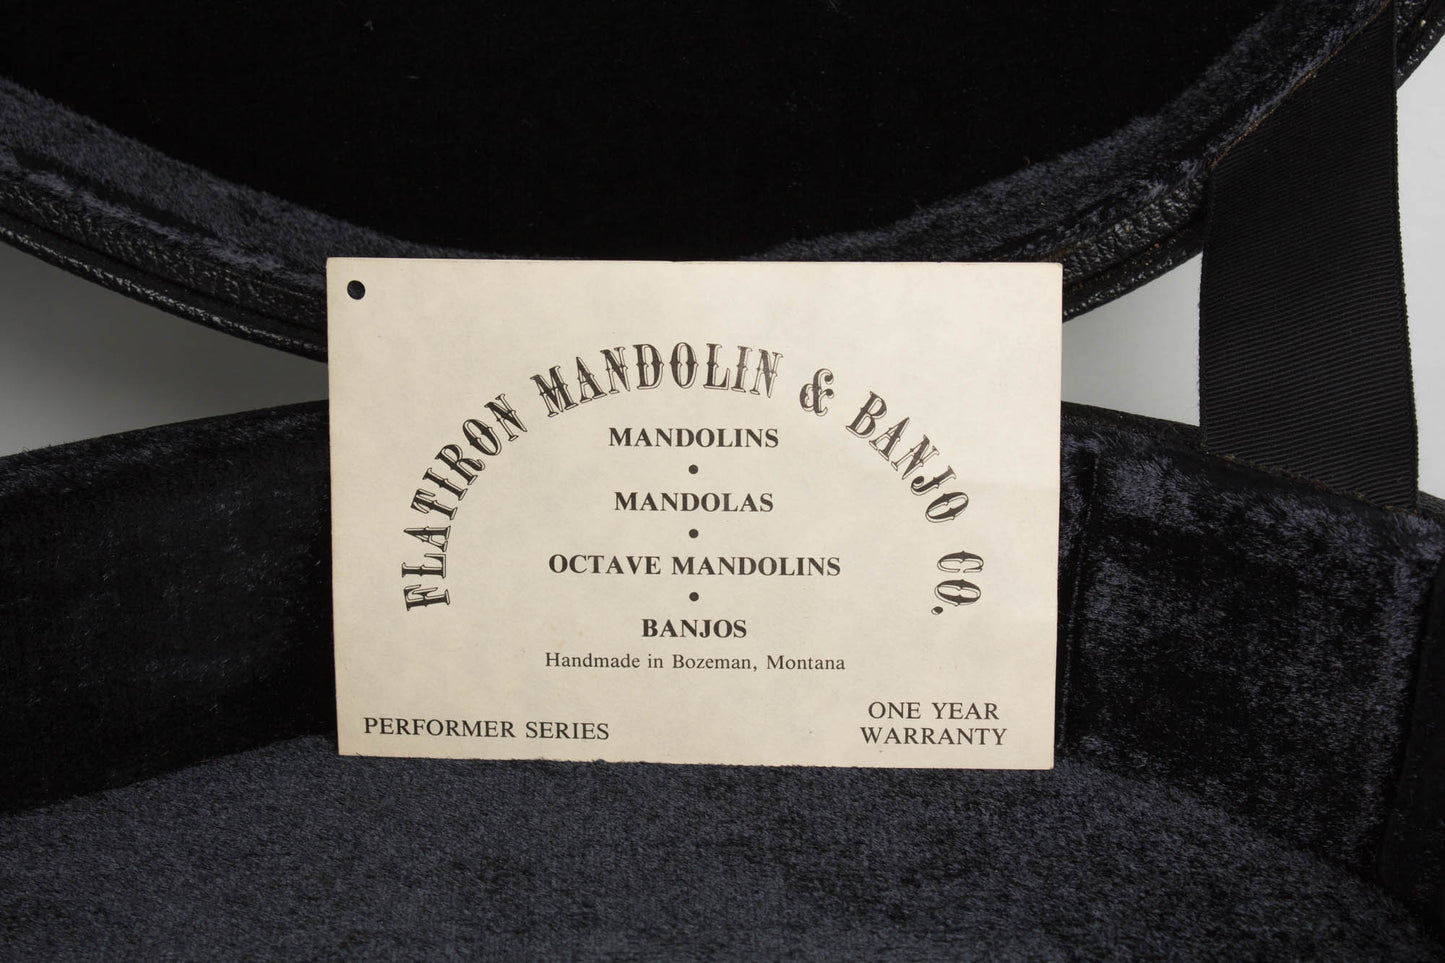 FLATIRON MANDOLIN & BANJO CO.
MANDOLINS
•
MANDOLAS
•
OCTAVE MANDOLINS
•
BANJOS
Handmade in Bozeman, Montana
PERFORMER SERIES
ONE YEAR
WARRANTY